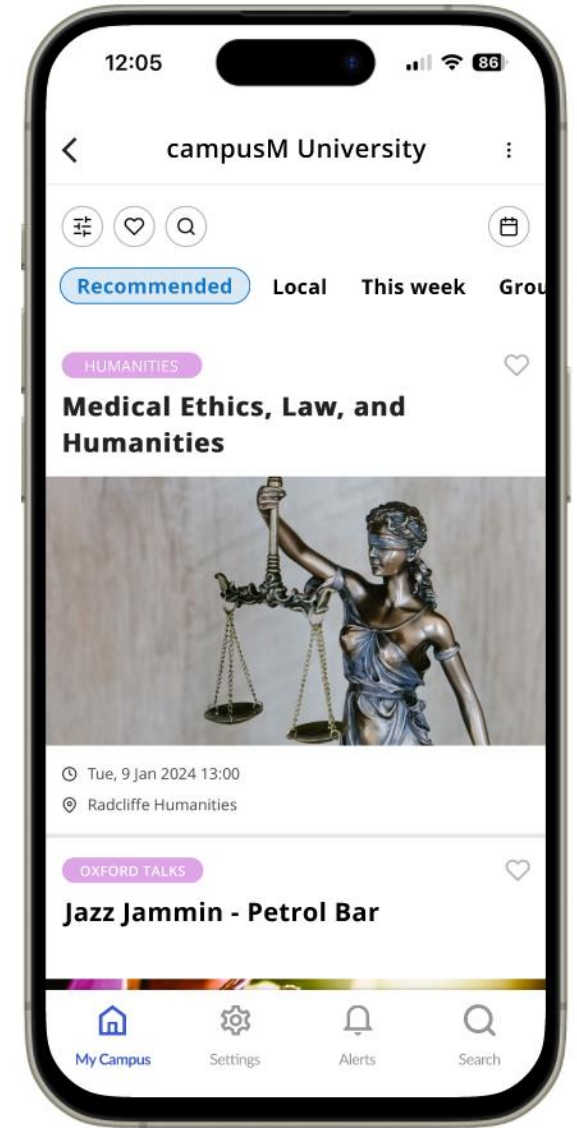 12:05
86
campusM University
Recommended Local This week Grou
HUMANITIES
Medical Ethics, Law, and
Humanities
Tue, 9 Jan 2024 13:00
Radcliffe Humanities
OXFORD TALKS
Jazz Jammin - Petrol Bar
My Campus Settings Alerts Search